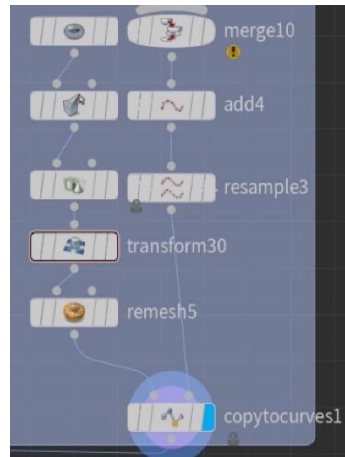 merge10
add4
resample3
transform30
remesh5
copytocurves1